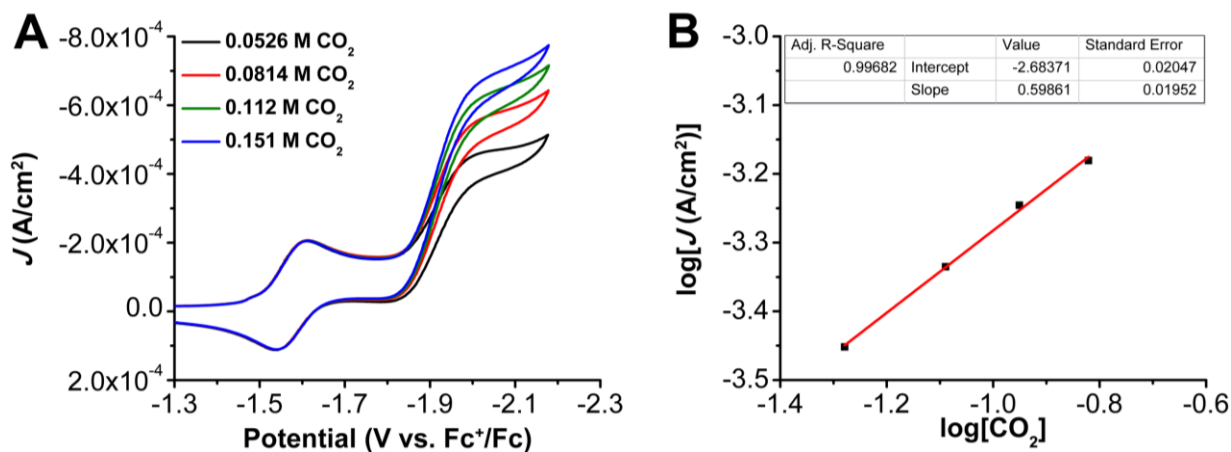 A
-8.0x10⁻⁴
-6.0x10⁻⁴
-4.0x10⁻⁴
-2.0x10⁻⁴
0.0
2.0x10⁻⁴
J (A/cm²)
0.0526 M CO₂
0.0814 M CO₂
0.112 M CO₂
0.151 M CO₂
-1.3 -1.5 -1.7 -1.9 -2.1 -2.3
Potential (V vs. Fc⁺/Fc)
B
-3.0
-3.1
-3.2
-3.3
-3.4
-3.5
log[J (A/cm²)]
Adj. R-Square Value Standard Error
0.99682 Intercept -2.68371 0.02047
Slope 0.59861 0.01952
-1.4 -1.2 -1.0 -0.8 -0.6
log[CO₂]